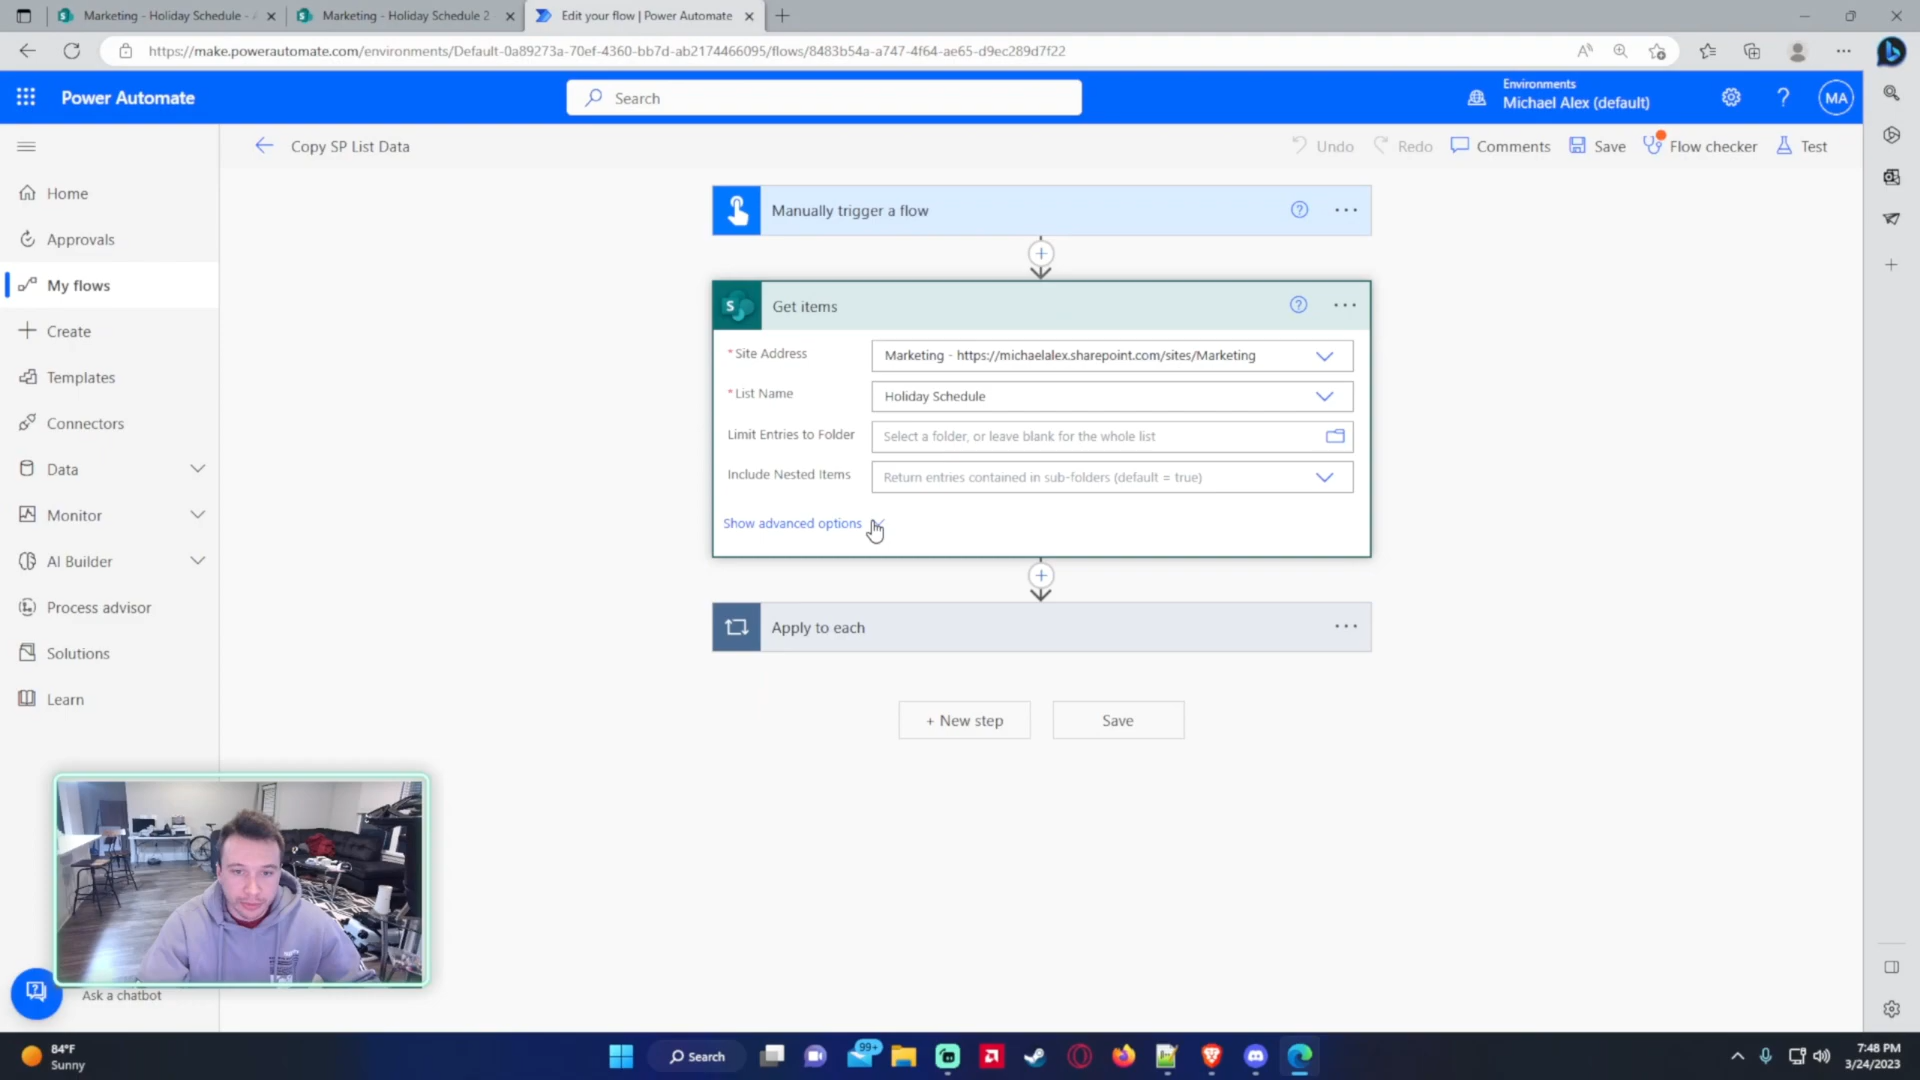 Marketing - Holiday Schedule -
Marketing - Holiday Schedule 2
Edit your flow | Power Automate
https://make.powerautomate.com/environments/Default-0a89273a-70ef-4360-bb7d-ab2174466095/flows/8483b54a-a747-4f64-ae65-d9ec289d7f22
Power Automate
Search
Environments
Michael Alex (default)
MA
Copy SP List Data
Undo
Redo
Comments
Save
Flow checker
Test
Home
Approvals
My flows
Create
Templates
Connectors
Data
Monitor
AI Builder
Process advisor
Solutions
Learn
Ask a chatbot
Manually trigger a flow
Get items
* Site Address
Marketing - https://michaelalex.sharepoint.com/sites/Marketing
* List Name
Holiday Schedule
Limit Entries to Folder
Select a folder, or leave blank for the whole list
Include Nested Items
Return entries contained in sub-folders (default = true)
Show advanced options
Apply to each
+ New step
Save
84°F
Sunny
Search
99+
7:48 PM
3/24/2023